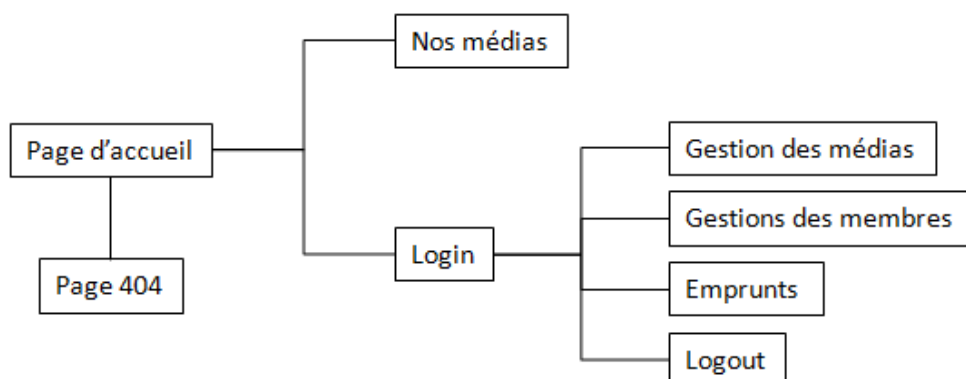 Nos médias
Page d’accueil
Gestion des médias
Gestions des membres
Login
Page 404
Emprunts
Logout